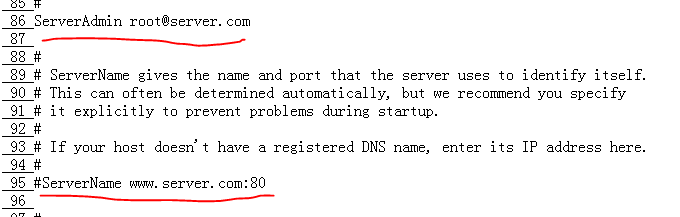 85 #
86 ServerAdmin root@server.com
87
88 #
89 # ServerName gives the name and port that the server uses to identify itself.
90 # This can often be determined automatically, but we recommend you specify
91 # it explicitly to prevent problems during startup.
92 #
93 # If your host doesn't have a registered DNS name, enter its IP address here.
94 #
95 #ServerName www.server.com:80
96
97 #